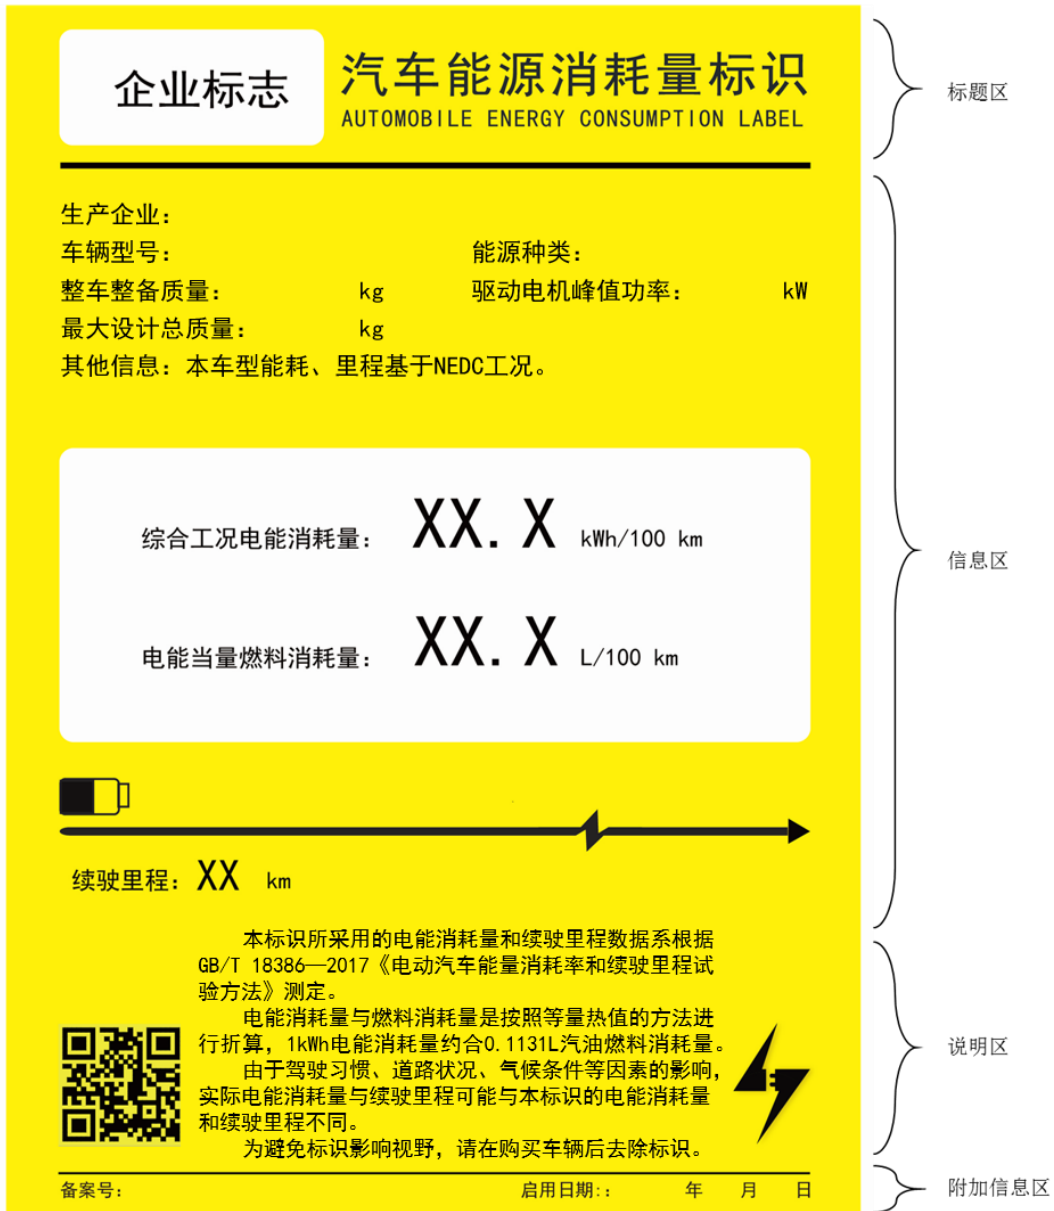 企业标志
汽车能源消耗量标识
AUTOMOBILE ENERGY CONSUMPTION LABEL
标题区
生产企业:
车辆型号: 能源种类:
整车整备质量: kg 驱动电机峰值功率: kW
最大设计总质量: kg
其他信息: 本车型能耗、里程基于NEDC工况。
综合工况电能消耗量: XX.X kWh/100 km
信息区
电能当量燃料消耗量: XX.X L/100 km
续驶里程: XX km
本标识所采用的电能消耗量和续驶里程数据系根据
GB/T 18386—2017《电动汽车能量消耗率和续驶里程试
验方法》测定。
电能消耗量与燃料消耗量是按照等量热值的方法进
行折算，1kWh电能消耗量约合0.1131L汽油燃料消耗量。
由于驾驶习惯、道路状况、气候条件等因素的影响，
实际电能消耗量与续驶里程可能与本标识的电能消耗量
和续驶里程不同。
为避免标识影响视野，请在购买车辆后去除标识。
说明区
备案号: 启用日期:: 年 月 日
附加信息区